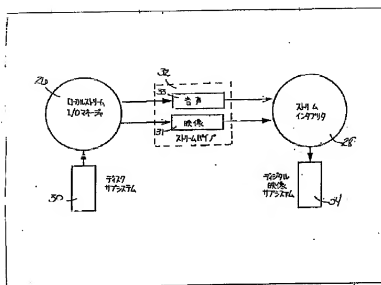 32
33
26
音声
ローカルストリーム
I/Oマネージャ
ストリーム
インタプリタ
映像
31
ストリームパイプ
28
ディスク
サブシステム
30
ディジタル
映像
サブシステム
34